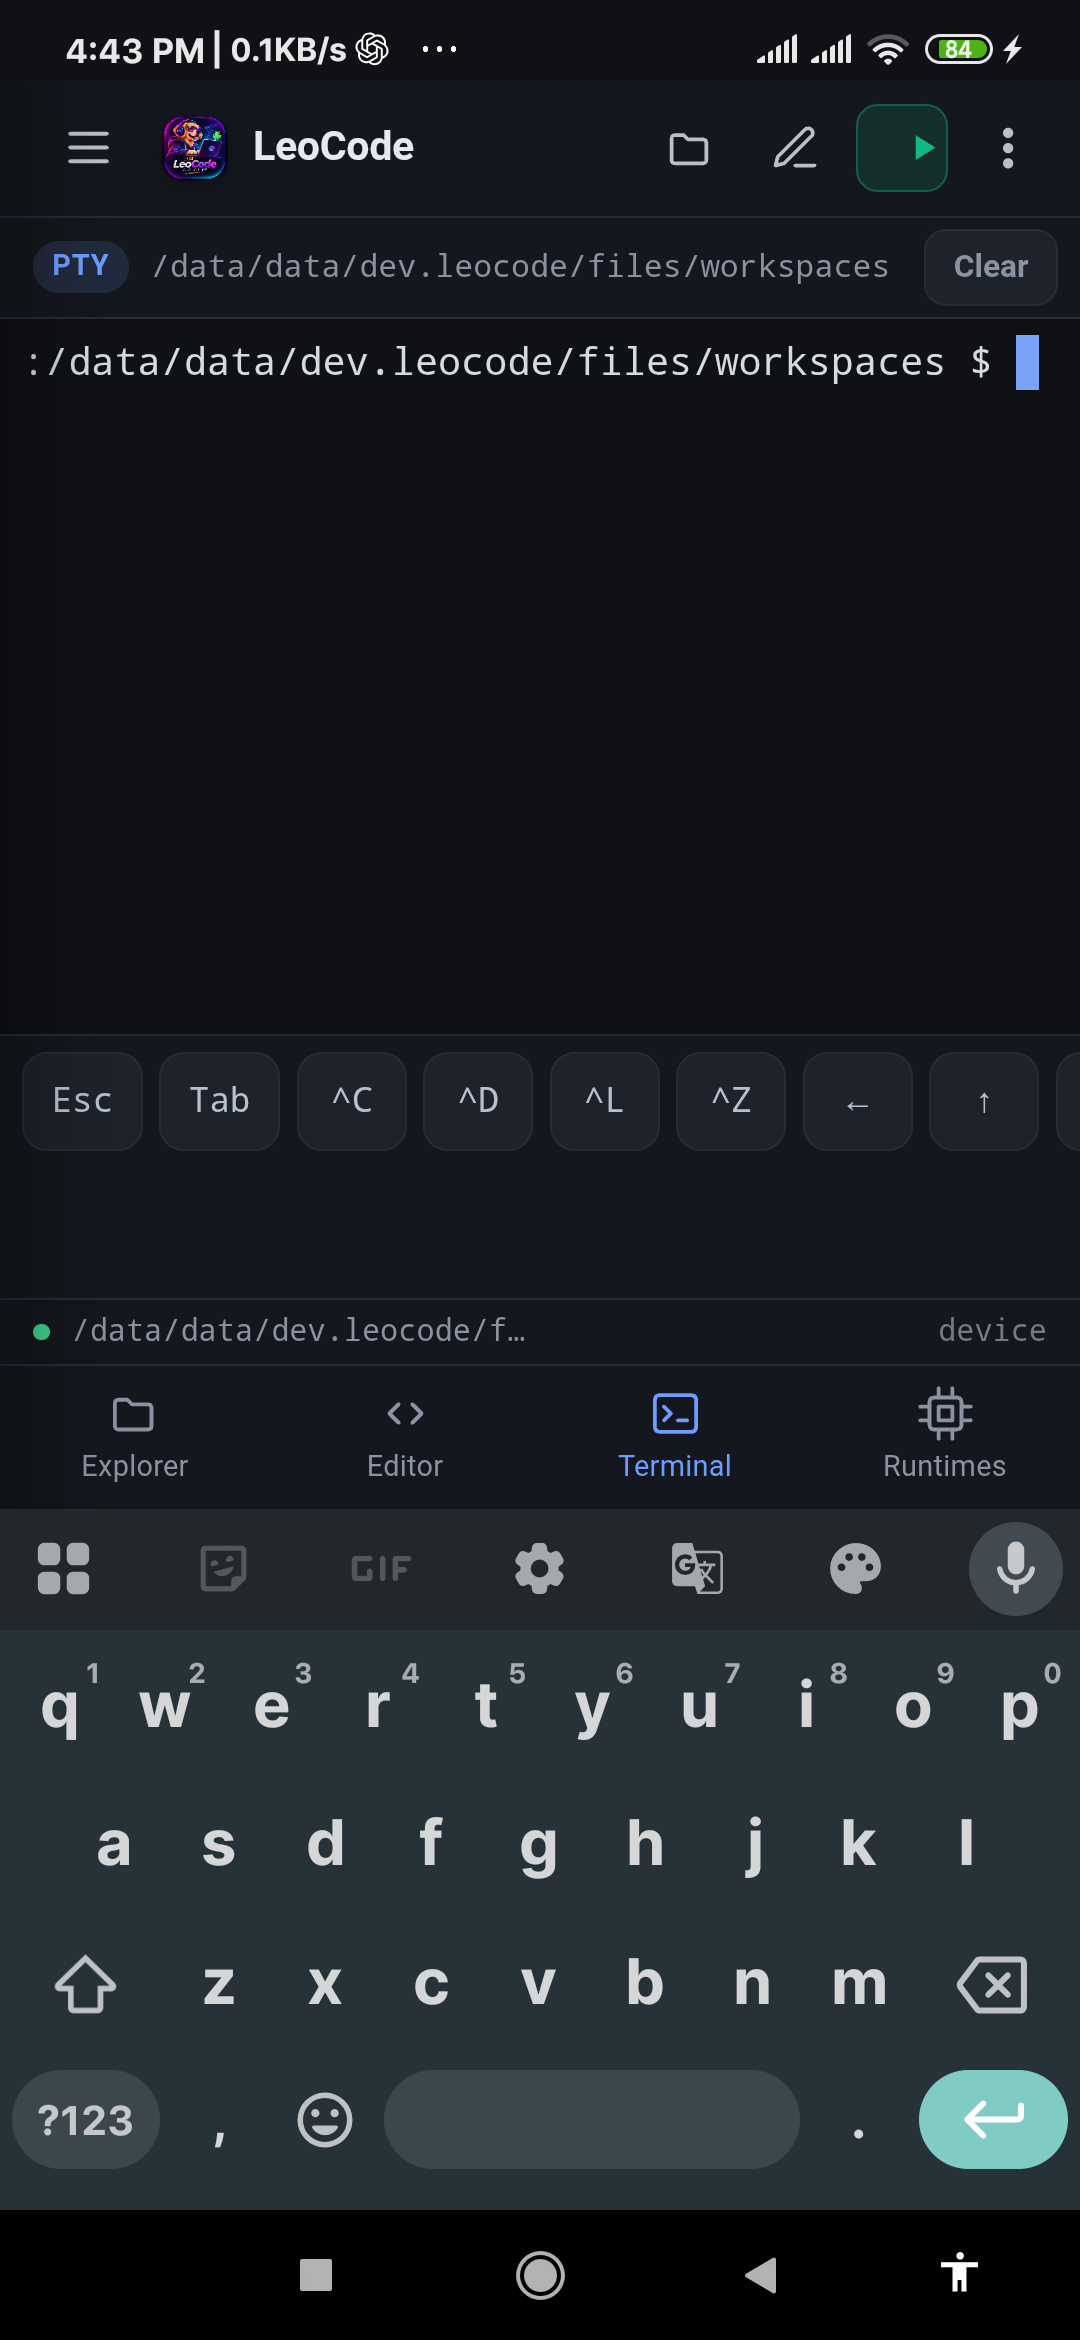 4:43 PM | 0.1KB/s ...
84
LeoCode
LeoCode
PTY /data/data/dev.leocode/files/workspaces Clear
:/data/data/dev.leocode/files/workspaces $
Esc Tab ^C ^D ^L ^Z ← ↑
/data/data/dev.leocode/f… device
Explorer Editor Terminal Runtimes
GIF G 文
1 2 3 4 5 6 7 8 9 0
q w e r t y u i o p
a s d f g h j k l
z x c v b n m
?123 , .